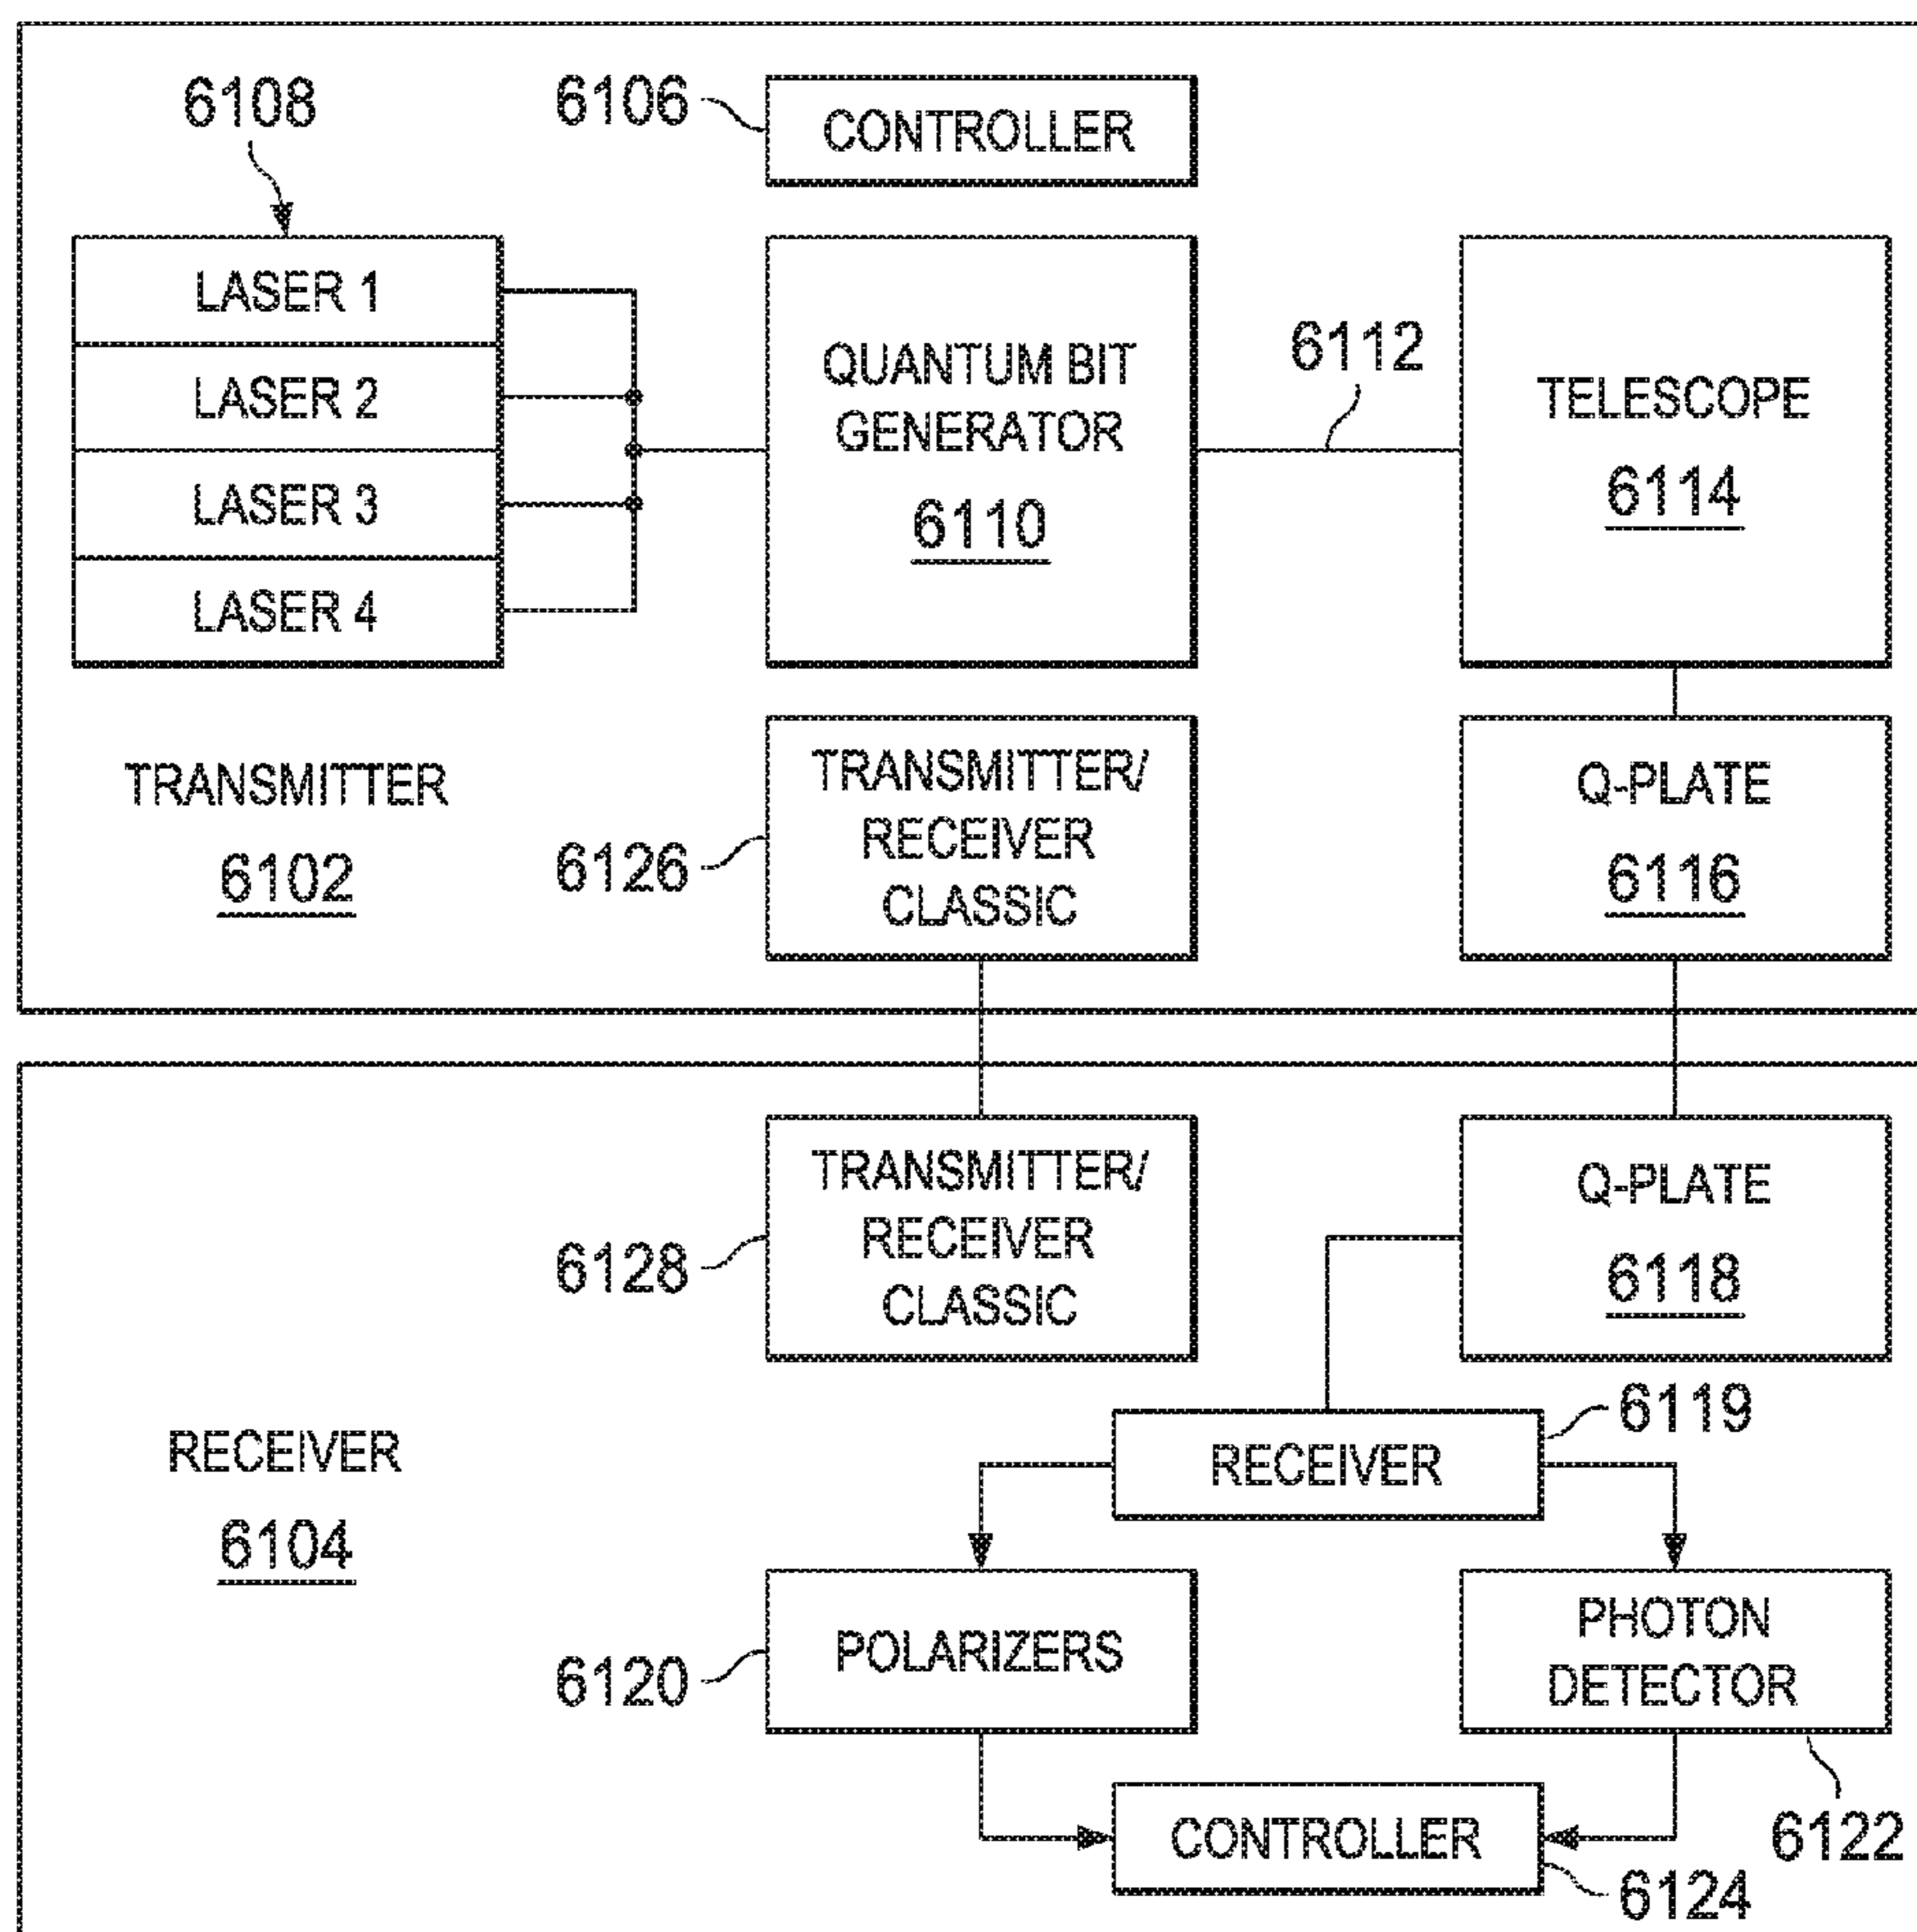 6108
6106
CONTROLLER
LASER 1
LASER 2
LASER 3
LASER 4
QUANTUM BIT
GENERATOR
6110
6112
TELESCOPE
6114
TRANSMITTER
6102
6126
TRANSMITTER/
RECEIVER
CLASSIC
Q-PLATE
6116
6128
TRANSMITTER/
RECEIVER
CLASSIC
Q-PLATE
6118
6119
RECEIVER
RECEIVER
6104
6120
POLARIZERS
PHOTON
DETECTOR
6122
CONTROLLER
6124